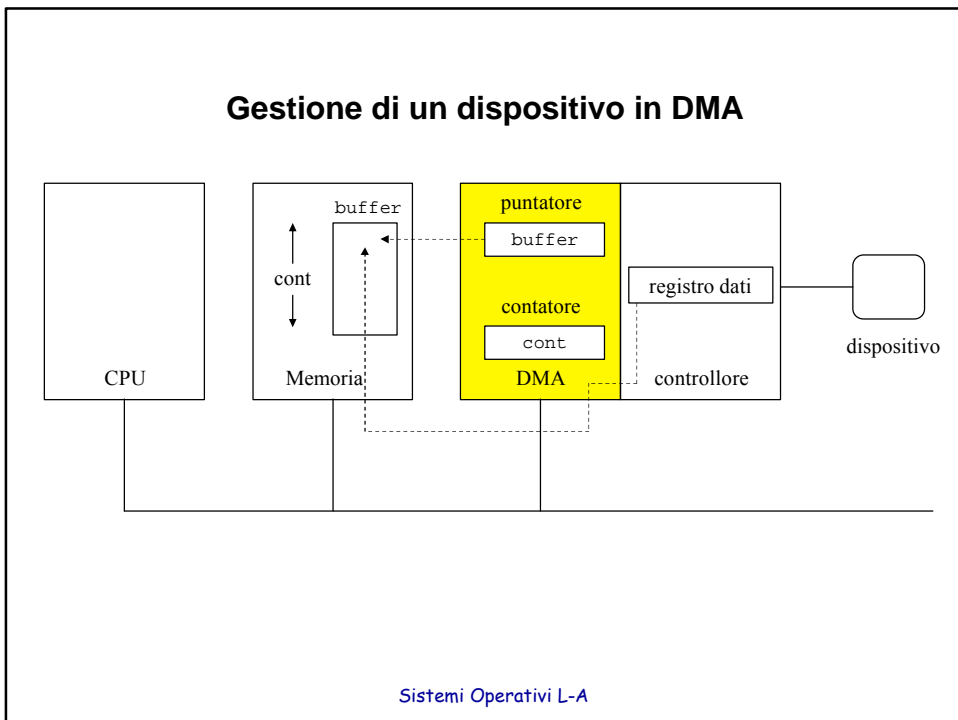 Gestione di un dispositivo in DMA
buffer
cont
Memoria
CPU
puntatore
buffer
contatore
cont
DMA
registro dati
controllore
dispositivo
Sistemi Operativi L-A